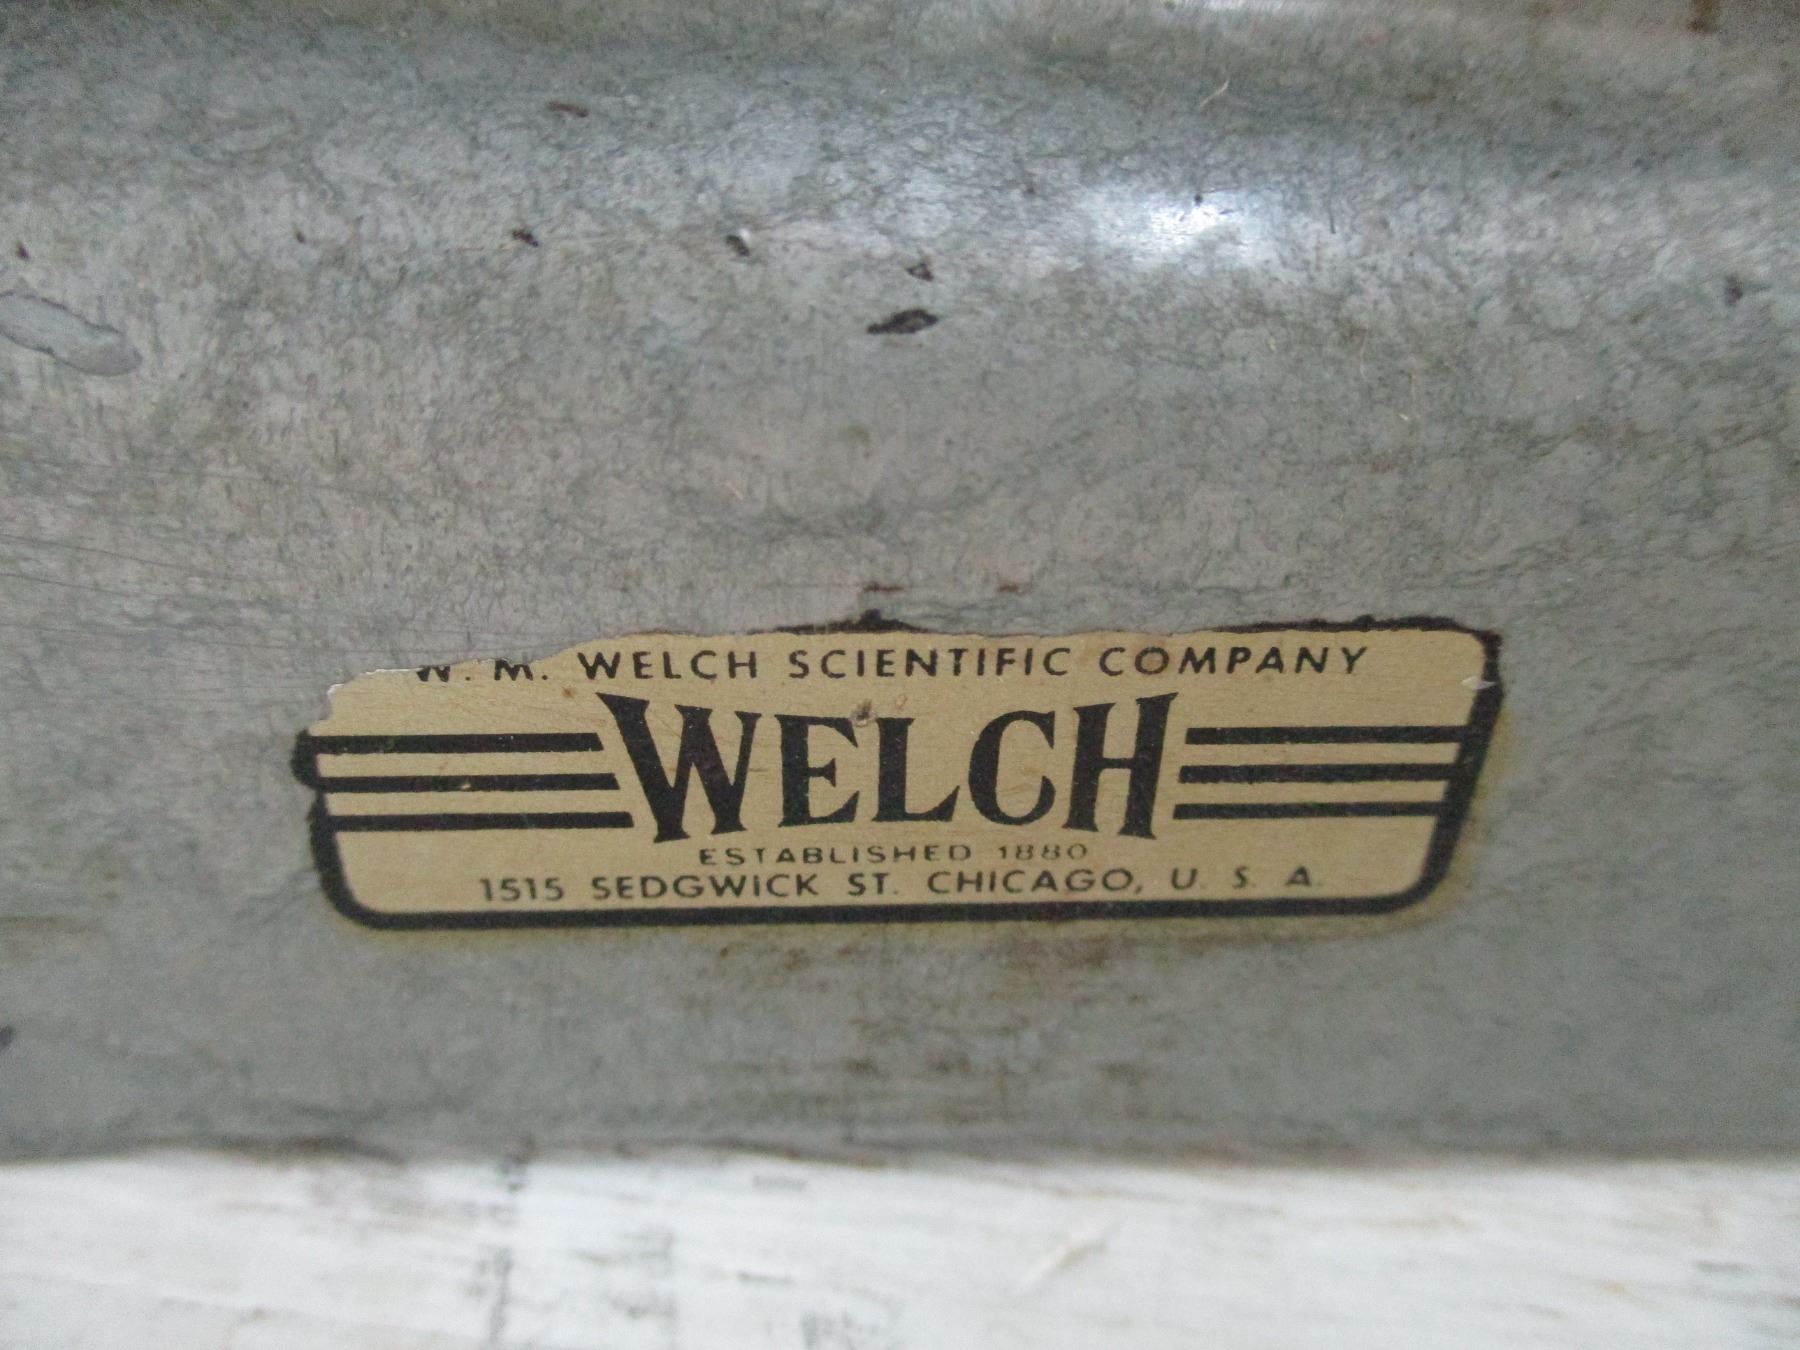 W. M. WELCH SCIENTIFIC COMPANY
WELCH
ESTABLISHED 1880
1515 SEDGWICK ST. CHICAGO, U. S. A.